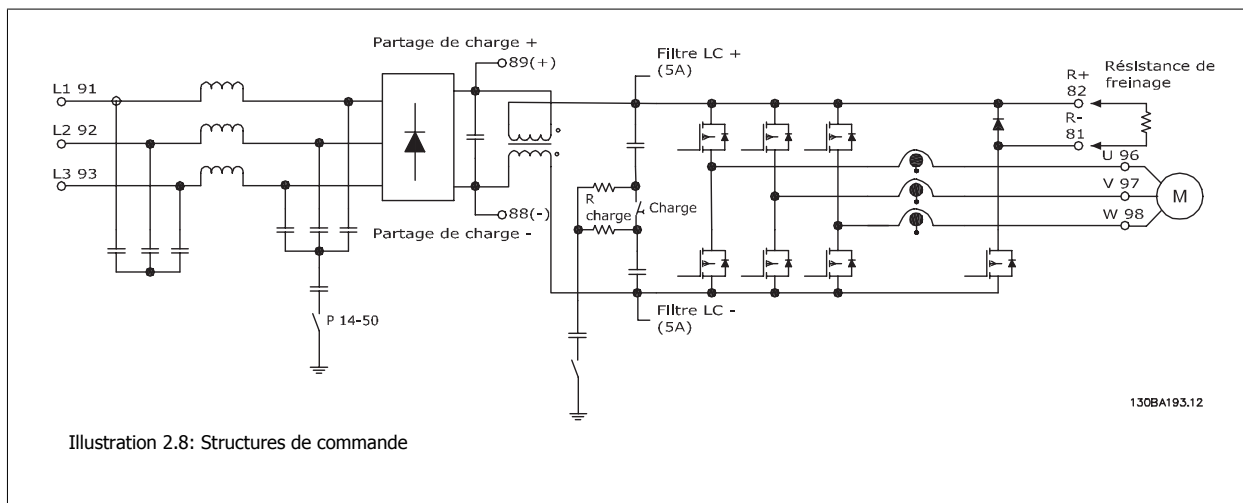 Partage de charge +
89(+)
Filtre LC +
(5A)
Résistance de
freinage
R+
82
R-
81
L1 91
L2 92
L3 93
U 96
V 97
W 98
M
R
charge
Charge
88(-)
Partage de charge -
Filtre LC -
(5A)
P 14-50
130BA193.12
Illustration 2.8: Structures de commande